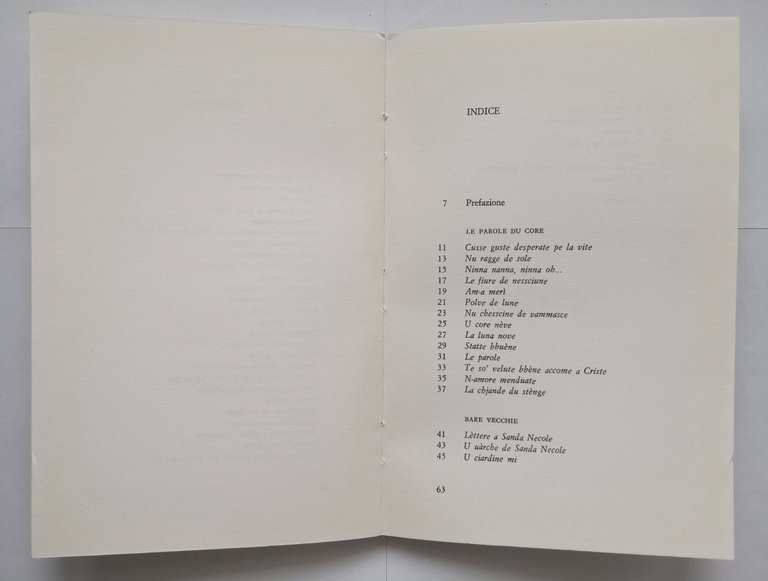 INDICE
7 Prefazione
LE PAROLE DU CORE
11 Cusse guste desperate pe la vite
13 Nu ragge de sole
15 Ninna nanna, ninna oh...
17 Le fiure de nessciune
19 Am-a merì
21 Polve de lune
23 Nu chesscine de vammasce
25 U core nève
27 La luna nove
29 Statte bbuène
31 Le parole
33 Te so' velute bbène accome a Criste
35 N-amore menduate
37 La chjande du stènge
BARE VECCHIE
41 Lèttere a Sanda Necole
43 U uàrche de Sanda Necole
45 U ciardine mi
63